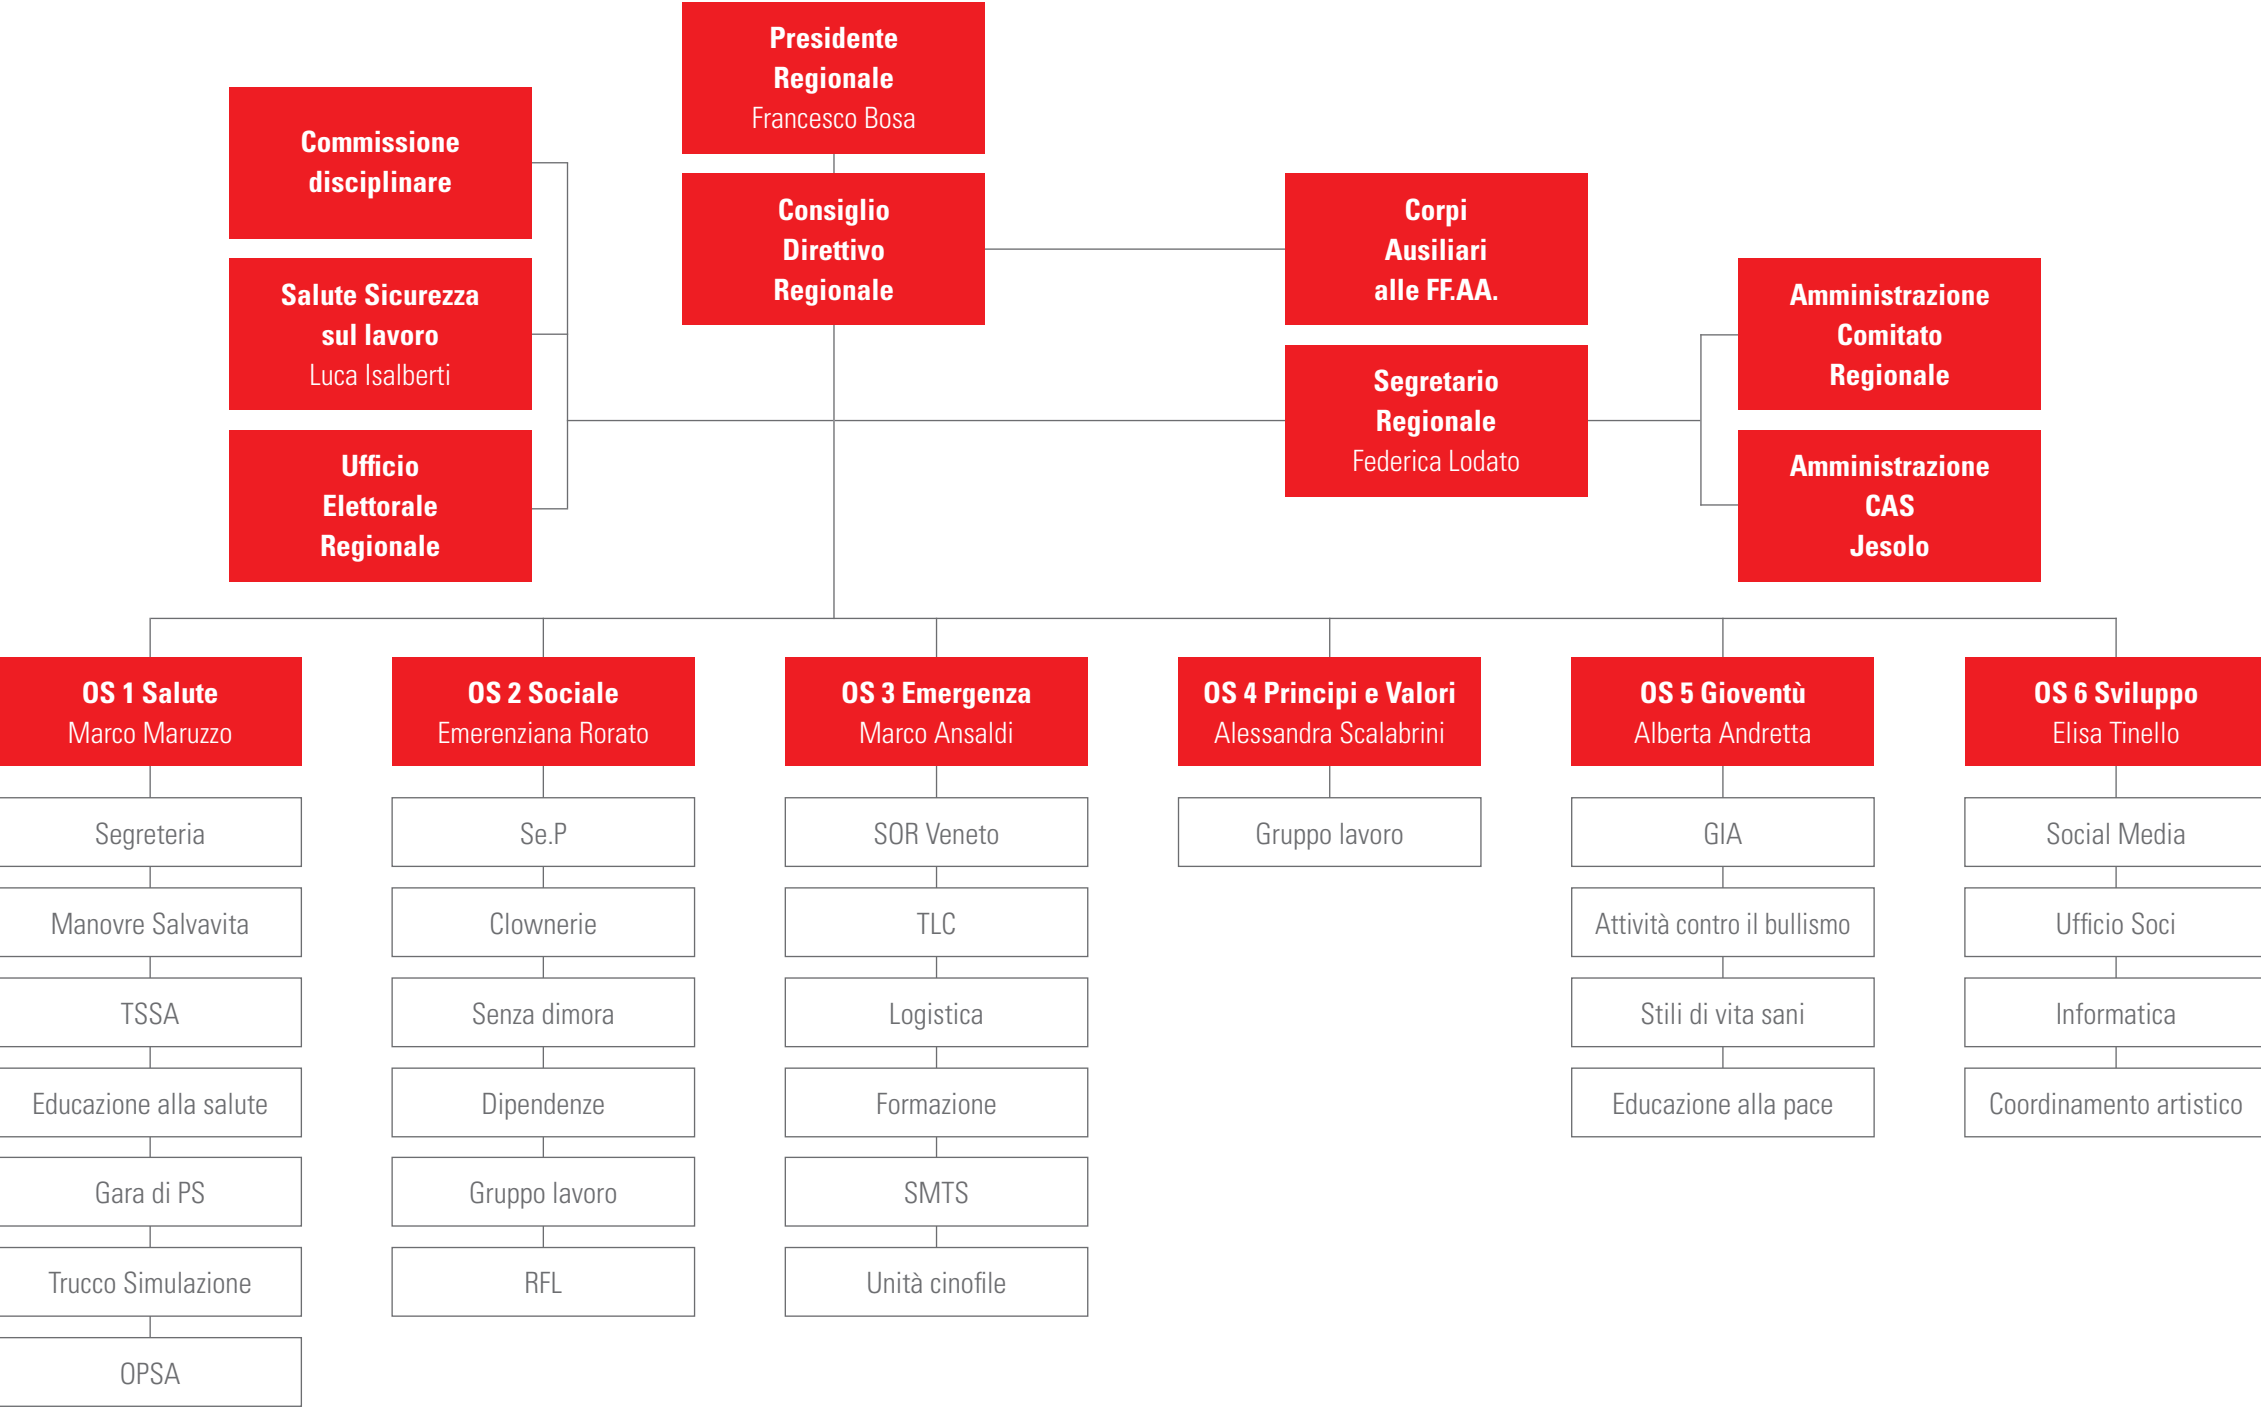 Presidente
Regionale
Francesco Bosa
Commissione
disciplinare
Consiglio
Direttivo
Regionale
Corpi
Ausiliari
alle FF.AA.
Salute Sicurezza
sul lavoro
Luca Isalberti
Amministrazione
Comitato
Regionale
Segretario
Regionale
Federica Lodato
Ufficio
Elettorale
Regionale
Amministrazione
CAS
Jesolo
OS 1 Salute
Marco Maruzzo
Segreteria
Manovre Salvavita
TSSA
Educazione alla salute
Gara di PS
Trucco Simulazione
OPSA
OS 2 Sociale
Emerenziana Rorato
Se.P
Clownerie
Senza dimora
Dipendenze
Gruppo lavoro
RFL
OS 3 Emergenza
Marco Ansaldi
SOR Veneto
TLC
Logistica
Formazione
SMTS
Unità cinofile
OS 4 Principi e Valori
Alessandra Scalabrini
Gruppo lavoro
OS 5 Gioventù
Alberta Andretta
GIA
Attività contro il bullismo
Stili di vita sani
Educazione alla pace
OS 6 Sviluppo
Elisa Tinello
Social Media
Ufficio Soci
Informatica
Coordinamento artistico